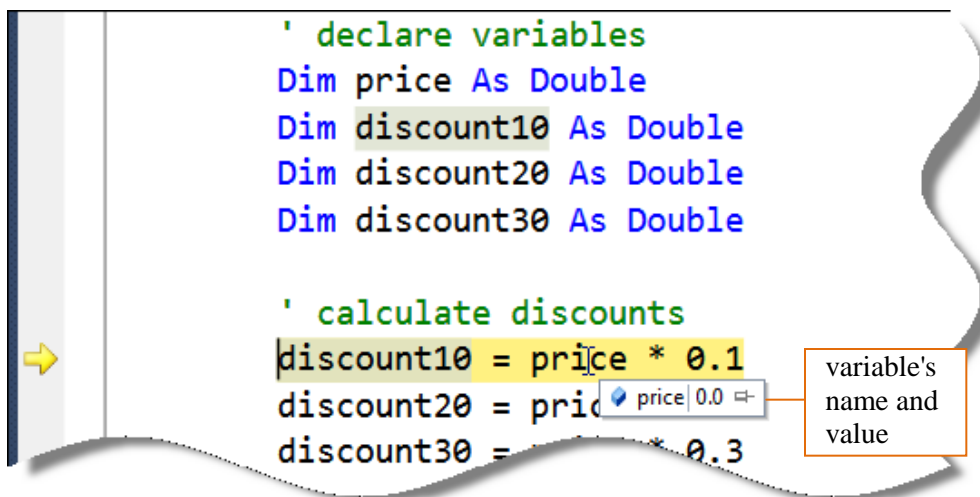 ' declare variables
Dim price As Double
Dim discount10 As Double
Dim discount20 As Double
Dim discount30 As Double
' calculate discounts
discount10 = price * 0.1
price 0.0
discount20 =
discount30 = * 0.3
variable's
name and
value